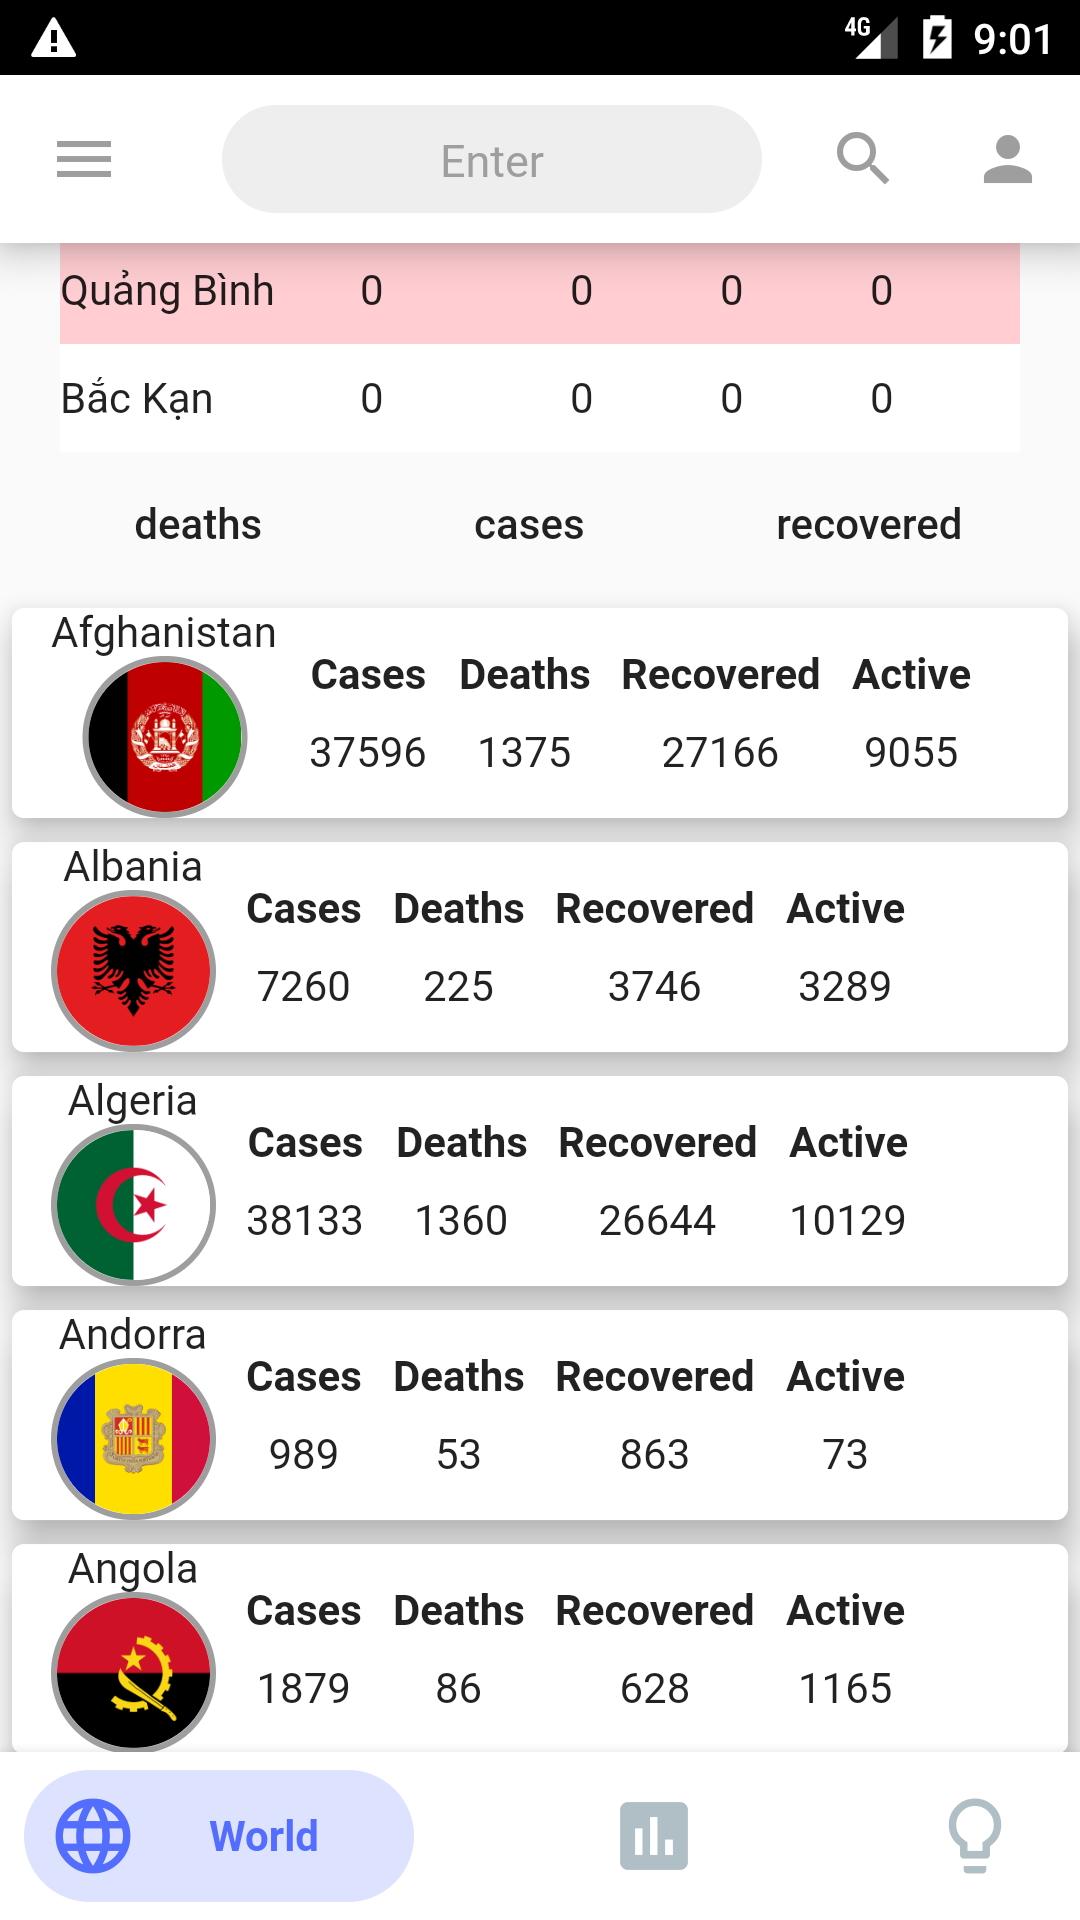 4G 9:01
Enter
Quảng Bình 0 0 0 0
Bắc Kạn 0 0 0 0
deaths cases recovered
Afghanistan
Cases Deaths Recovered Active
37596 1375 27166 9055
Albania
Cases Deaths Recovered Active
7260 225 3746 3289
Algeria
Cases Deaths Recovered Active
38133 1360 26644 10129
Andorra
Cases Deaths Recovered Active
989 53 863 73
Angola
Cases Deaths Recovered Active
1879 86 628 1165
World